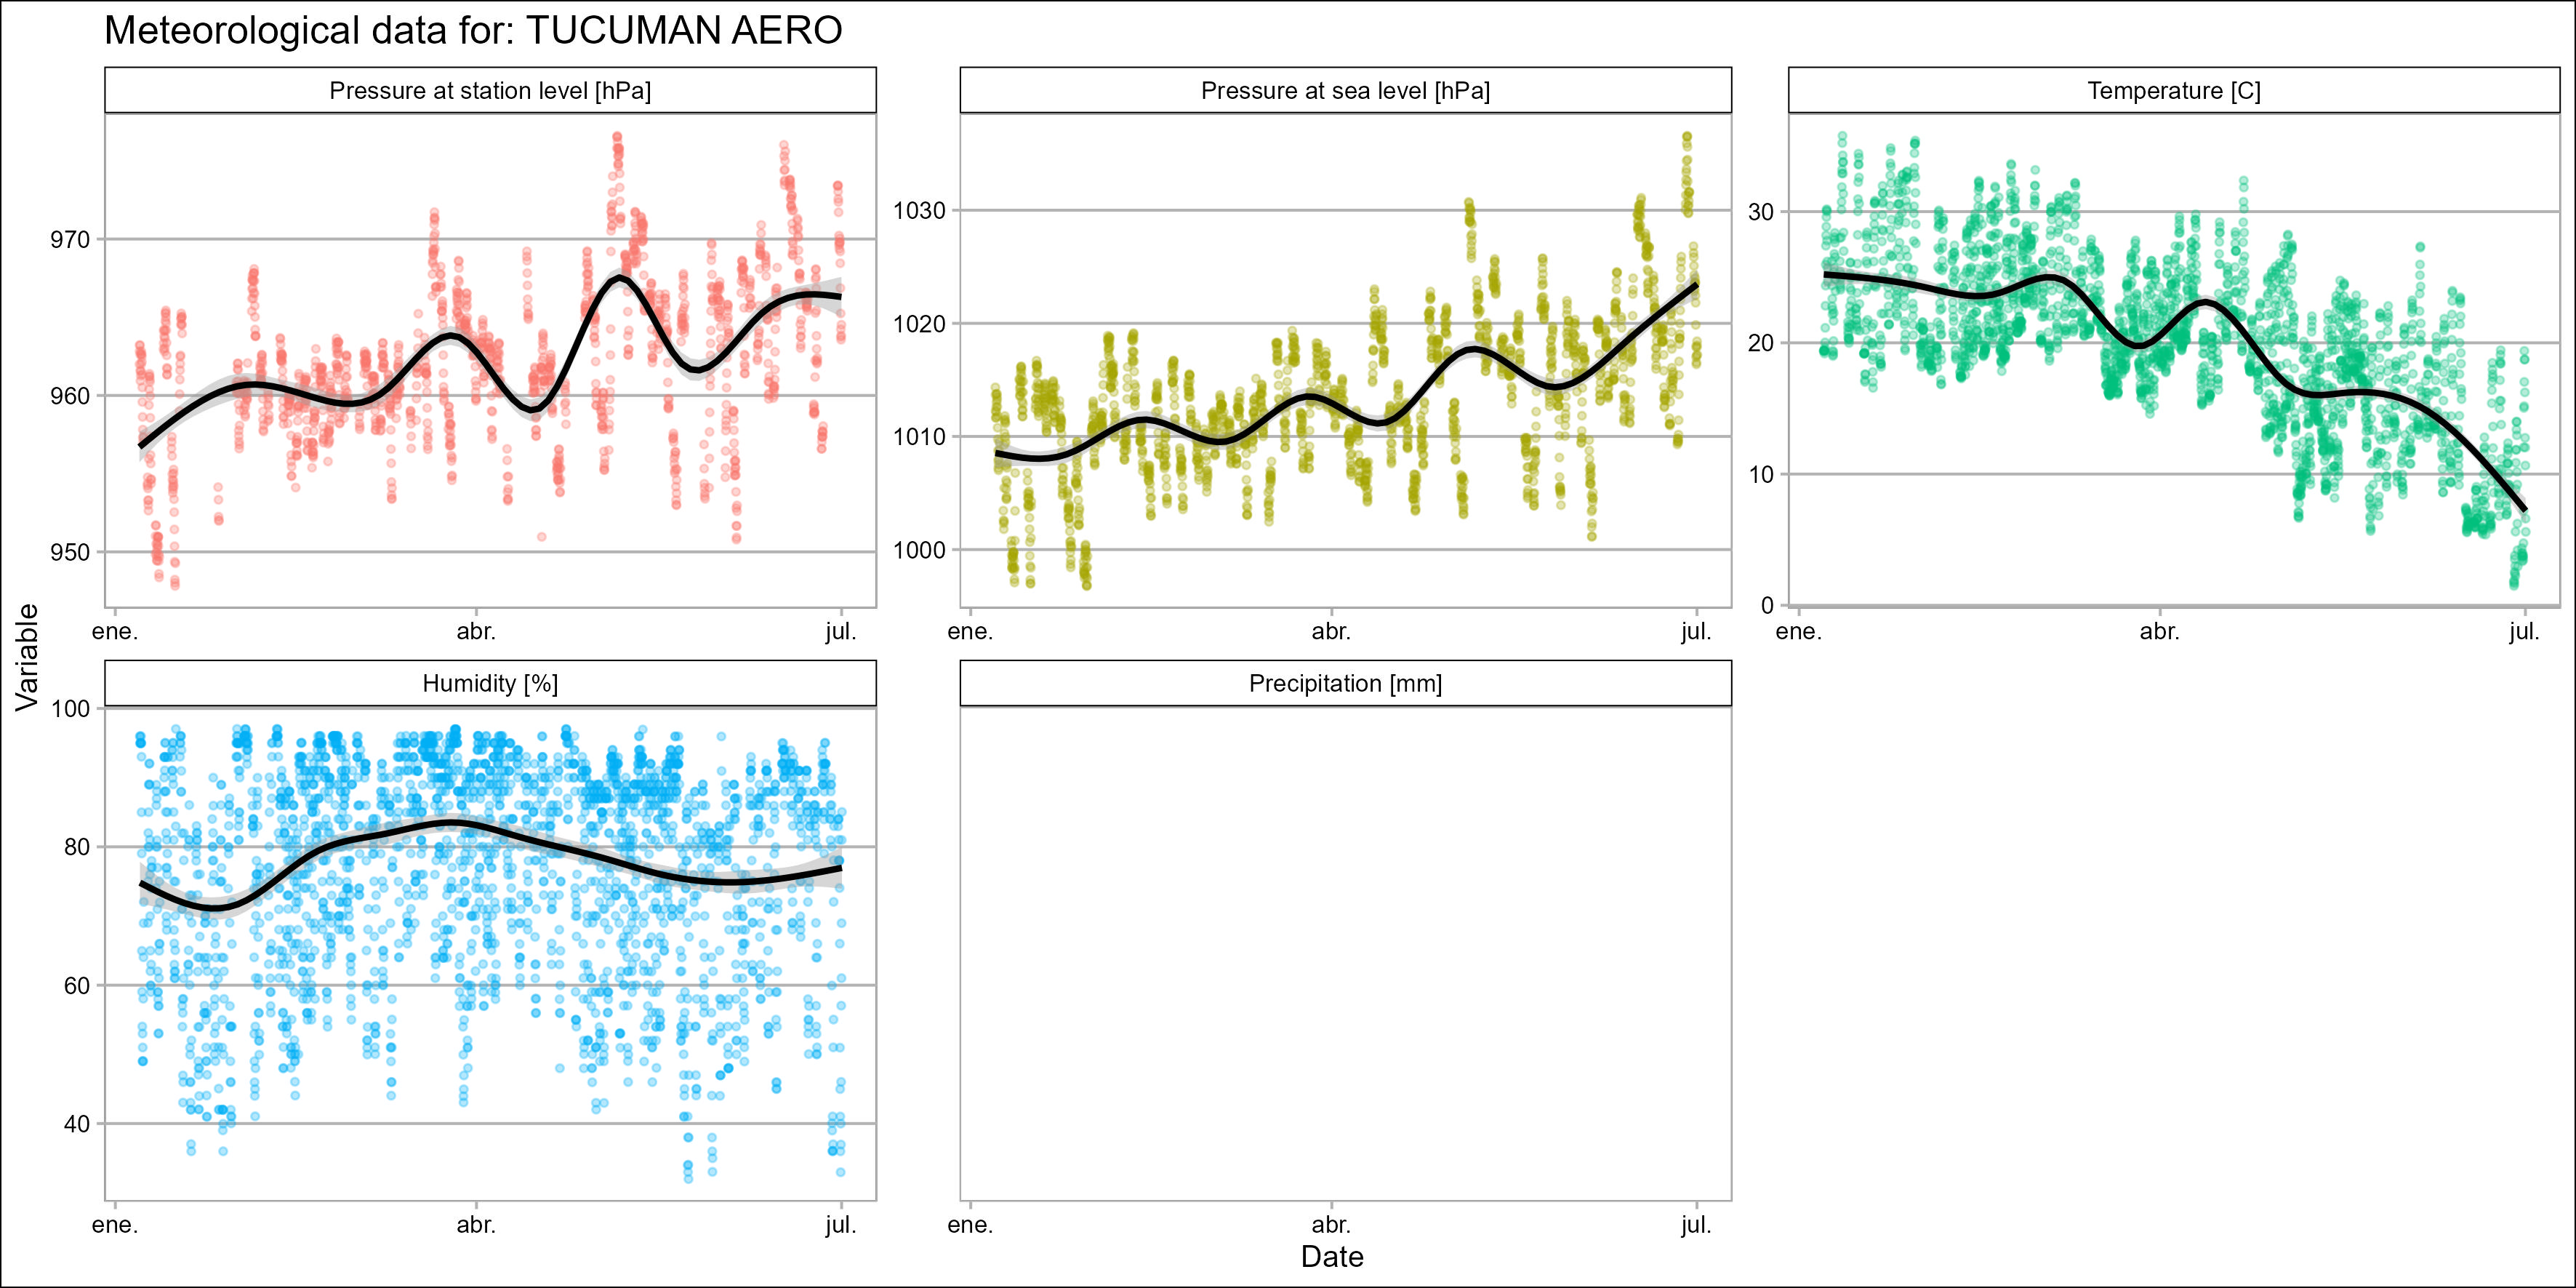 Meteorological data for: TUCUMAN AERO
Pressure at station level [hPa]
Pressure at sea level [hPa]
Temperature [C]
970
960
950
1030
1020
1010
1000
30
20
10
0
ene.
abr.
jul.
ene.
abr.
jul.
ene.
abr.
jul.
Variable
Humidity [%]
Precipitation [mm]
100
80
60
40
ene.
abr.
jul.
ene.
abr.
jul.
Date